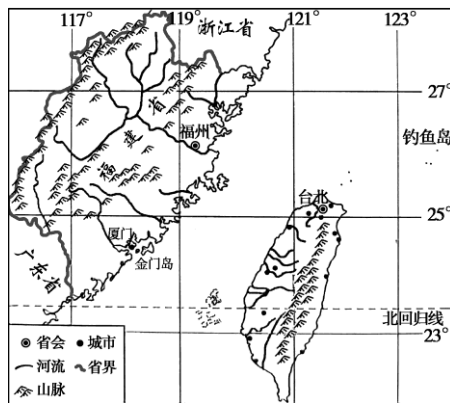 117°
119°
浙江省
121°
123°
27°
钓鱼岛
福建省
福州
台北
25°
厦门
金门岛
广东省
北回归线
23°
省会
城市
河流
省界
山脉